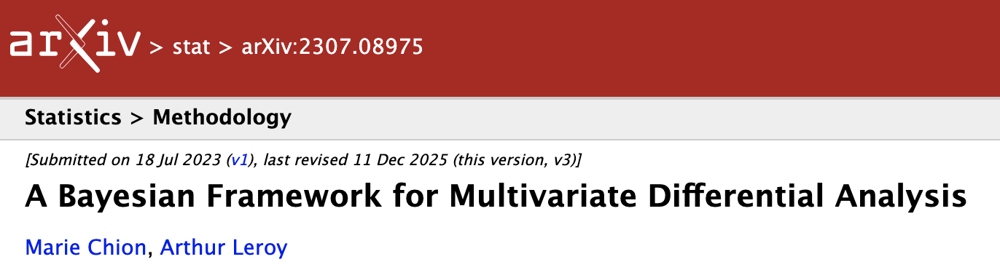 arXiv > stat > arXiv:2307.08975
Statistics > Methodology
[Submitted on 18 Jul 2023 (v1), last revised 11 Dec 2025 (this version, v3)]
A Bayesian Framework for Multivariate Differential Analysis
Marie Chion, Arthur Leroy